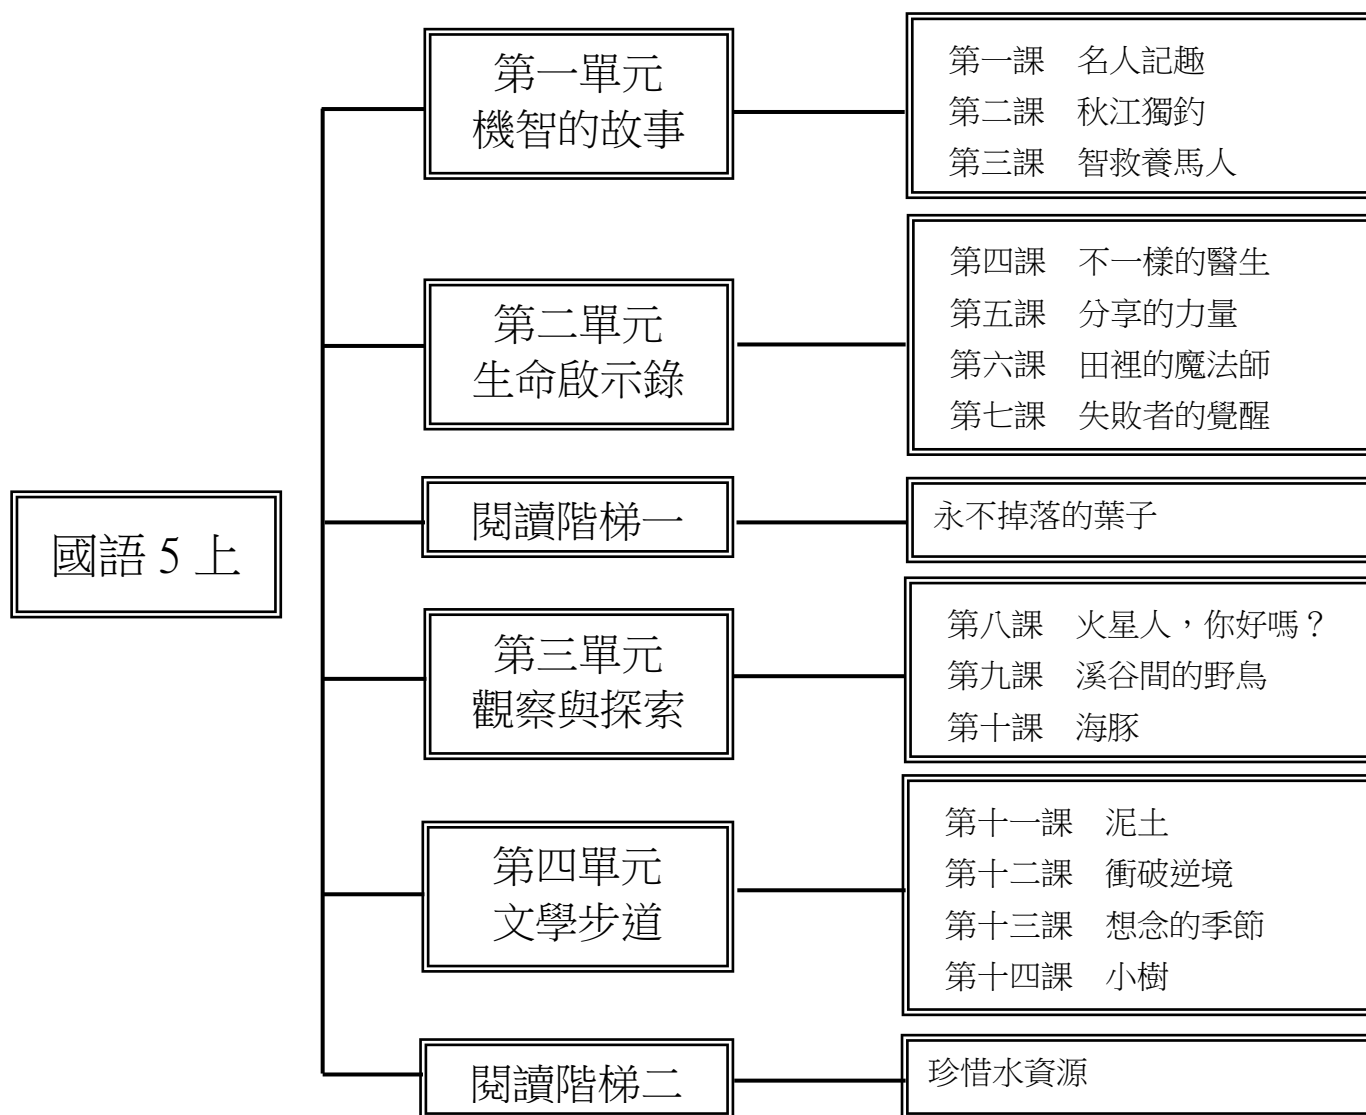 國語 5 上
第一單元
機智的故事
第一課　名人記趣
第二課　秋江獨釣
第三課　智救養馬人
第二單元
生命啟示錄
第四課　不一樣的醫生
第五課　分享的力量
第六課　田裡的魔法師
第七課　失敗者的覺醒
閱讀階梯一
永不掉落的葉子
第三單元
觀察與探索
第八課　火星人，你好嗎？
第九課　溪谷間的野鳥
第十課　海豚
第四單元
文學步道
第十一課　泥土
第十二課　衝破逆境
第十三課　想念的季節
第十四課　小樹
閱讀階梯二
珍惜水資源